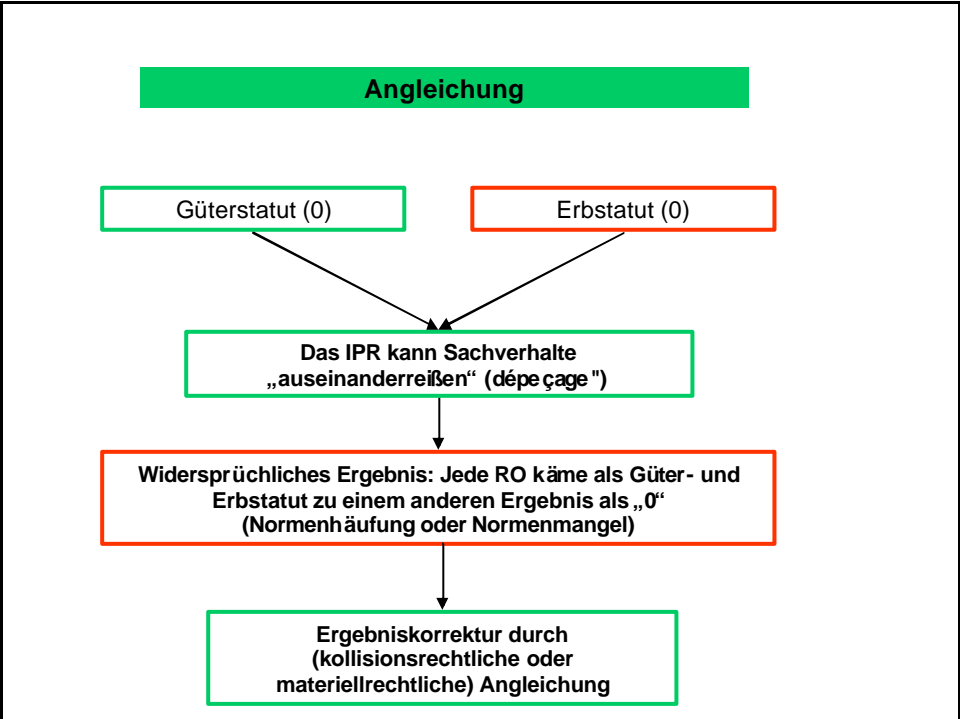 Angleichung
Güterstatut (0)
Erbstatut (0)
Das IPR kann Sachverhalte
„auseinanderreißen“ (dépeçage")
Widersprüchliches Ergebnis: Jede RO käme als Güter- und
Erbstatut zu einem anderen Ergebnis als „0“
(Normenhäufung oder Normenmangel)
Ergebniskorrektur durch
(kollisionsrechtliche oder
materiellrechtliche) Angleichung